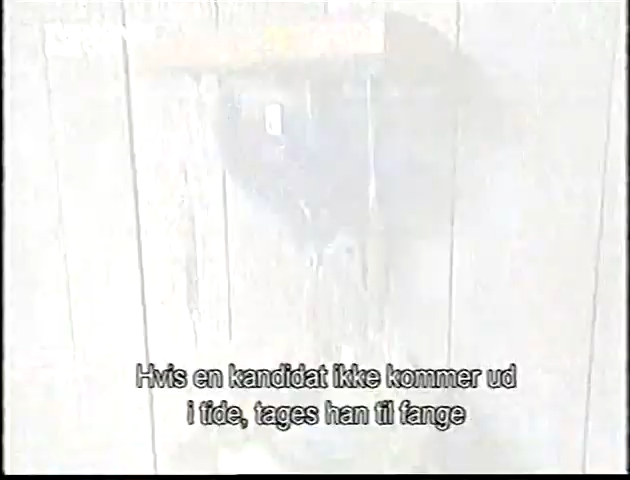 Hvis en kandidat ikke kommer ud
i tide, tages han til fange